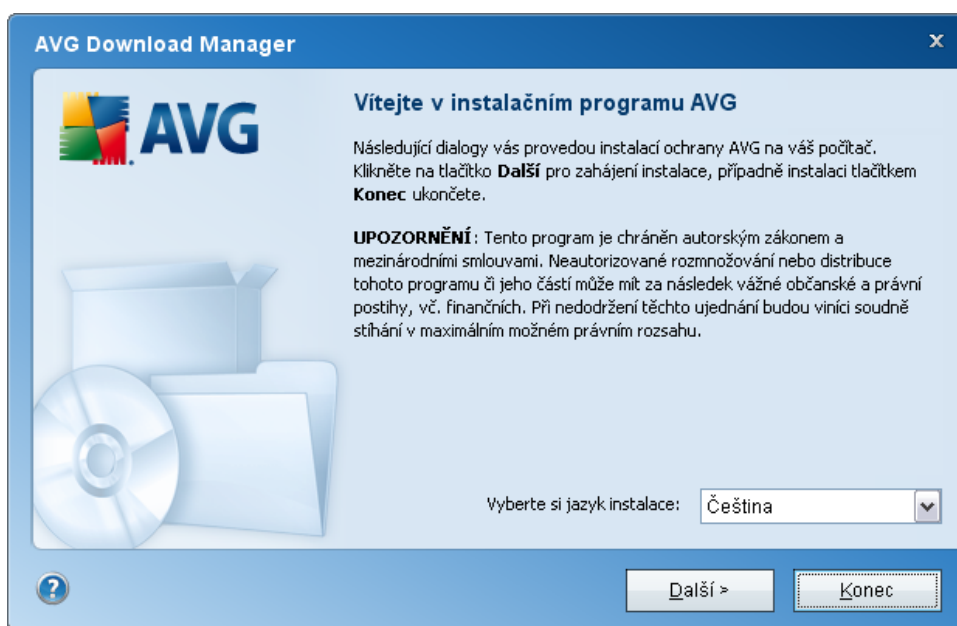 AVG Download Manager
x
AVG
Vítejte v instalačním programu AVG
Následující dialogy vás provedou instalací ochrany AVG na váš počítač.
Klikněte na tlačítko Další pro zahájení instalace, případně instalaci tlačítkem
Konec ukončete.
UPOZORNĚNÍ: Tento program je chráněn autorským zákonem a
mezinárodními smlouvami. Neautorizované rozmnožování nebo distribuce
tohoto programu či jeho částí může mít za následek vážné občanské a právní
postihy, vč. finančních. Při nedodržení těchto ujednání budou viníci soudně
stíháni v maximálním možném právním rozsahu.
Vyberte si jazyk instalace: Čeština
?
Další > Konec